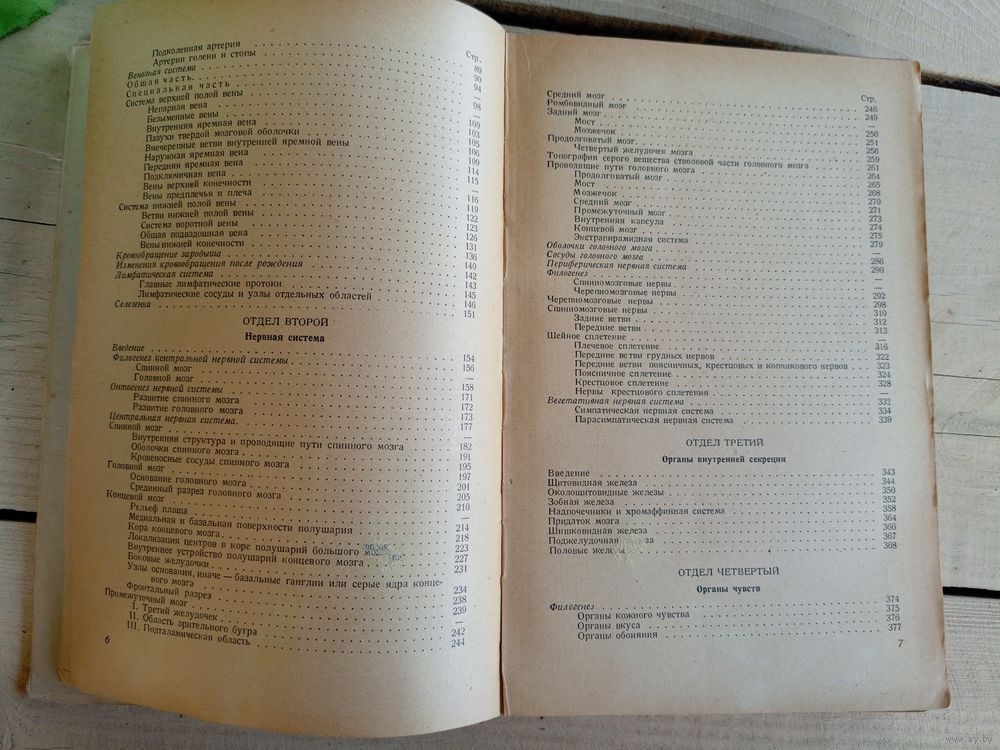 Стр.
Подколенная артерия . . . 89
Артерии голени и стопы . . . 90
Венозная система . . . 94
Общая часть . . . —
Специальная часть . . . 98
Система верхней полой вены . . . —
Непарная вена . . . 100
Безыменные вены . . . 103
Внутренняя яремная вена . . . 105
Пазухи твердой мозговой оболочки . . . 106
Внечерепные ветви внутренней яремной вены . . . 109
Наружная яремная вена . . . 114
Передняя яремная вена . . . 115
Подключичная вена . . . —
Вены верхней конечности . . . 116
Вены предплечья и плеча . . . 119
Система нижней полой вены . . . 122
Ветви нижней полой вены . . . 123
Система воротной вены . . . 126
Общая подвздошная вена . . . 131
Вены нижней конечности . . . 136
Кровообращение зародыша . . . 140
Изменения кровообращения после рождения . . . 142
Лимфатическая система . . . 143
Главные лимфатические протоки . . . 145
Лимфатические сосуды и узлы отдельных областей . . . 146
Селезенка . . . 151
ОТДЕЛ ВТОРОЙ
Нервная система
Введение . . . 154
Филогенез центральной нервной системы . . . 156
Спинной мозг . . . —
Головной мозг . . . 158
Онтогенез нервной системы . . . 171
Развитие спинного мозга . . . 172
Развитие головного мозга . . . 173
Центральная нервная система . . . 177
Спинной мозг . . . —
Внутренняя структура и проводящие пути спинного мозга . . . 182
Оболочки спинного мозга . . . 191
Кровеносные сосуды спинного мозга . . . 195
Головной мозг . . . 197
Основание головного мозга . . . 201
Срединный разрез головного мозга . . . 205
Концевой мозг . . . 210
Рельеф плаща . . . —
Медиальная и базальная поверхности полушария . . . 214
Кора концевого мозга . . . 218
Локализация центров в коре полушарий большого . . . 223
Внутреннее устройство полушарий концевого мозга . . . 227
Боковые желудочки . . . 231
Узлы основания, иначе — базальные ганглии или серые ядра конце-
вого мозга . . . 234
Фронтальный разрез . . . 238
Промежуточный мозг . . . 239
I. Третий желудочек . . . —
II. Область зрительного бугра . . . 242
III. Подталамическая область . . . 244
6
Стр.
Средний мозг . . . 246
Ромбовидный мозг . . . 249
Задний мозг . . . —
Мост . . . 250
Мозжечок . . . 251
Продолговатый мозг . . . 256
Четвертый желудочек мозга . . . 259
Топография серого вещества стволовой части головного мозга . . . 261
Проводящие пути головного мозга . . . 264
Продолговатый мозг . . . 265
Мост . . . 268
Мозжечок . . . 270
Средний мозг . . . 271
Промежуточный мозг . . . 273
Внутренняя капсула . . . 274
Концевой мозг . . . 275
Экстрапирамидная система . . . 279
Оболочки головного мозга . . . —
Сосуды головного мозга . . . 286
Периферическая нервная система . . . 290
Филогенез . . . —
Спинномозговые нервы . . . —
Черепномозговые нервы . . . 292
Черепномозговые нервы . . . 298
Спинномозговые нервы . . . 310
Задние ветви . . . 312
Передние ветви . . . 313
Шейное сплетение . . . —
Плечевое сплетение . . . 316
Передние ветви грудных нервов . . . 322
Передние ветви поясничных, крестцовых и копчикового нервов . . . 323
Поясничное сплетение . . . 324
Крестцовое сплетение . . . 328
Нервы крестцового сплетения . . . —
Вегетативная нервная система . . . 332
Симпатическая нервная система . . . 334
Парасимпатическая нервная система . . . 339
ОТДЕЛ ТРЕТИЙ
Органы внутренней секреции
Введение . . . 343
Щитовидная железа . . . 344
Околощитовидные железы . . . 350
Зобная железа . . . 352
Надпочечники и хромаффинная система . . . 358
Придаток мозга . . . 364
Шишковидная железа . . . 366
Поджелудочная за . . . 367
Половые желе . . . 368
ОТДЕЛ ЧЕТВЕРТЫЙ
Органы чувств
Филогенез . . . 374
Органы кожного чувства . . . 375
Органы вкуса . . . 376
Органы обоняния . . . 377
7
www.ay.by